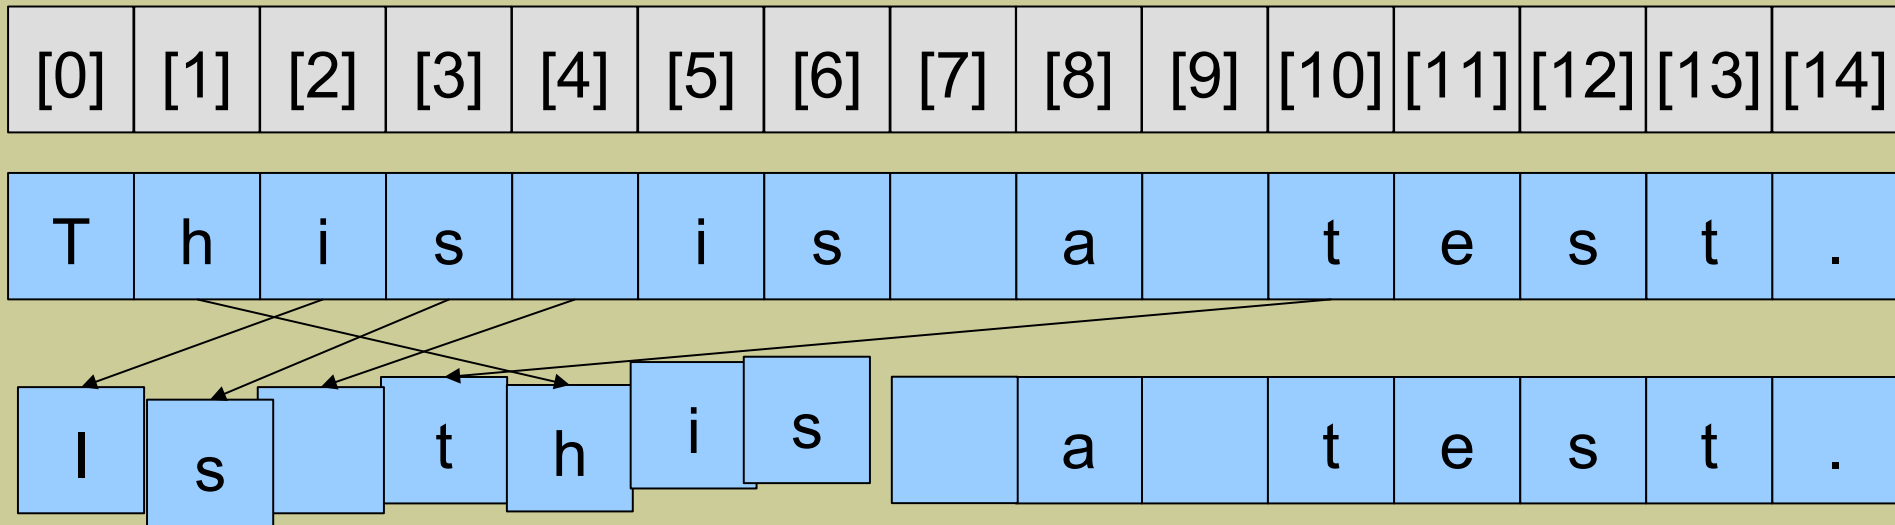 [0] [1] [2] [3] [4] [5] [6] [7] [8] [9] [10] [11] [12] [13] [14]
T h i s i s a t e s t .
I s t h i s a t e s t .